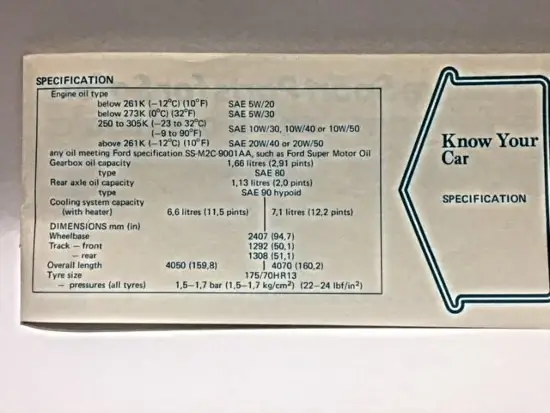 SPECIFICATION
Engine oil type
below 261K (−12°C) (10°F) SAE 5W/20
below 273K (0°C) (32°F) SAE 5W/30
250 to 305K (−23 to 32°C)
(−9 to 90°F) SAE 10W/30, 10W/40 or 10W/50
above 261K (−12°C) (10°F) SAE 20W/40 or 20W/50
any oil meeting Ford specification SS-M2C-9001AA, such as Ford Super Motor Oil
Gearbox oil capacity 1,66 litres (2,91 pints)
type SAE 80
Rear axle oil capacity 1,13 litres (2,0 pints)
type SAE 90 hypoid
Cooling system capacity
(with heater) 6,6 litres (11,5 pints) 7,1 litres (12,2 pints)
DIMENSIONS mm (in)
Wheelbase 2407 (94,7)
Track — front 1292 (50,1)
— rear 1308 (51,1)
Overall length 4050 (159,8) 4070 (160,2)
Tyre size 175/70HR13
— pressures (all tyres) 1,5–1,7 bar (1,5–1,7 kg/cm²) (22–24 lbf/in²)
Know Your
Car
SPECIFICATION